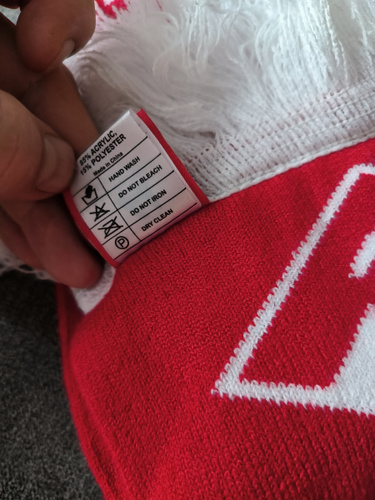 85% ACRYLIC,
15% POLYESTER
Made in China
HAND WASH
DO NOT BLEACH
DO NOT IRON
P DRY CLEAN